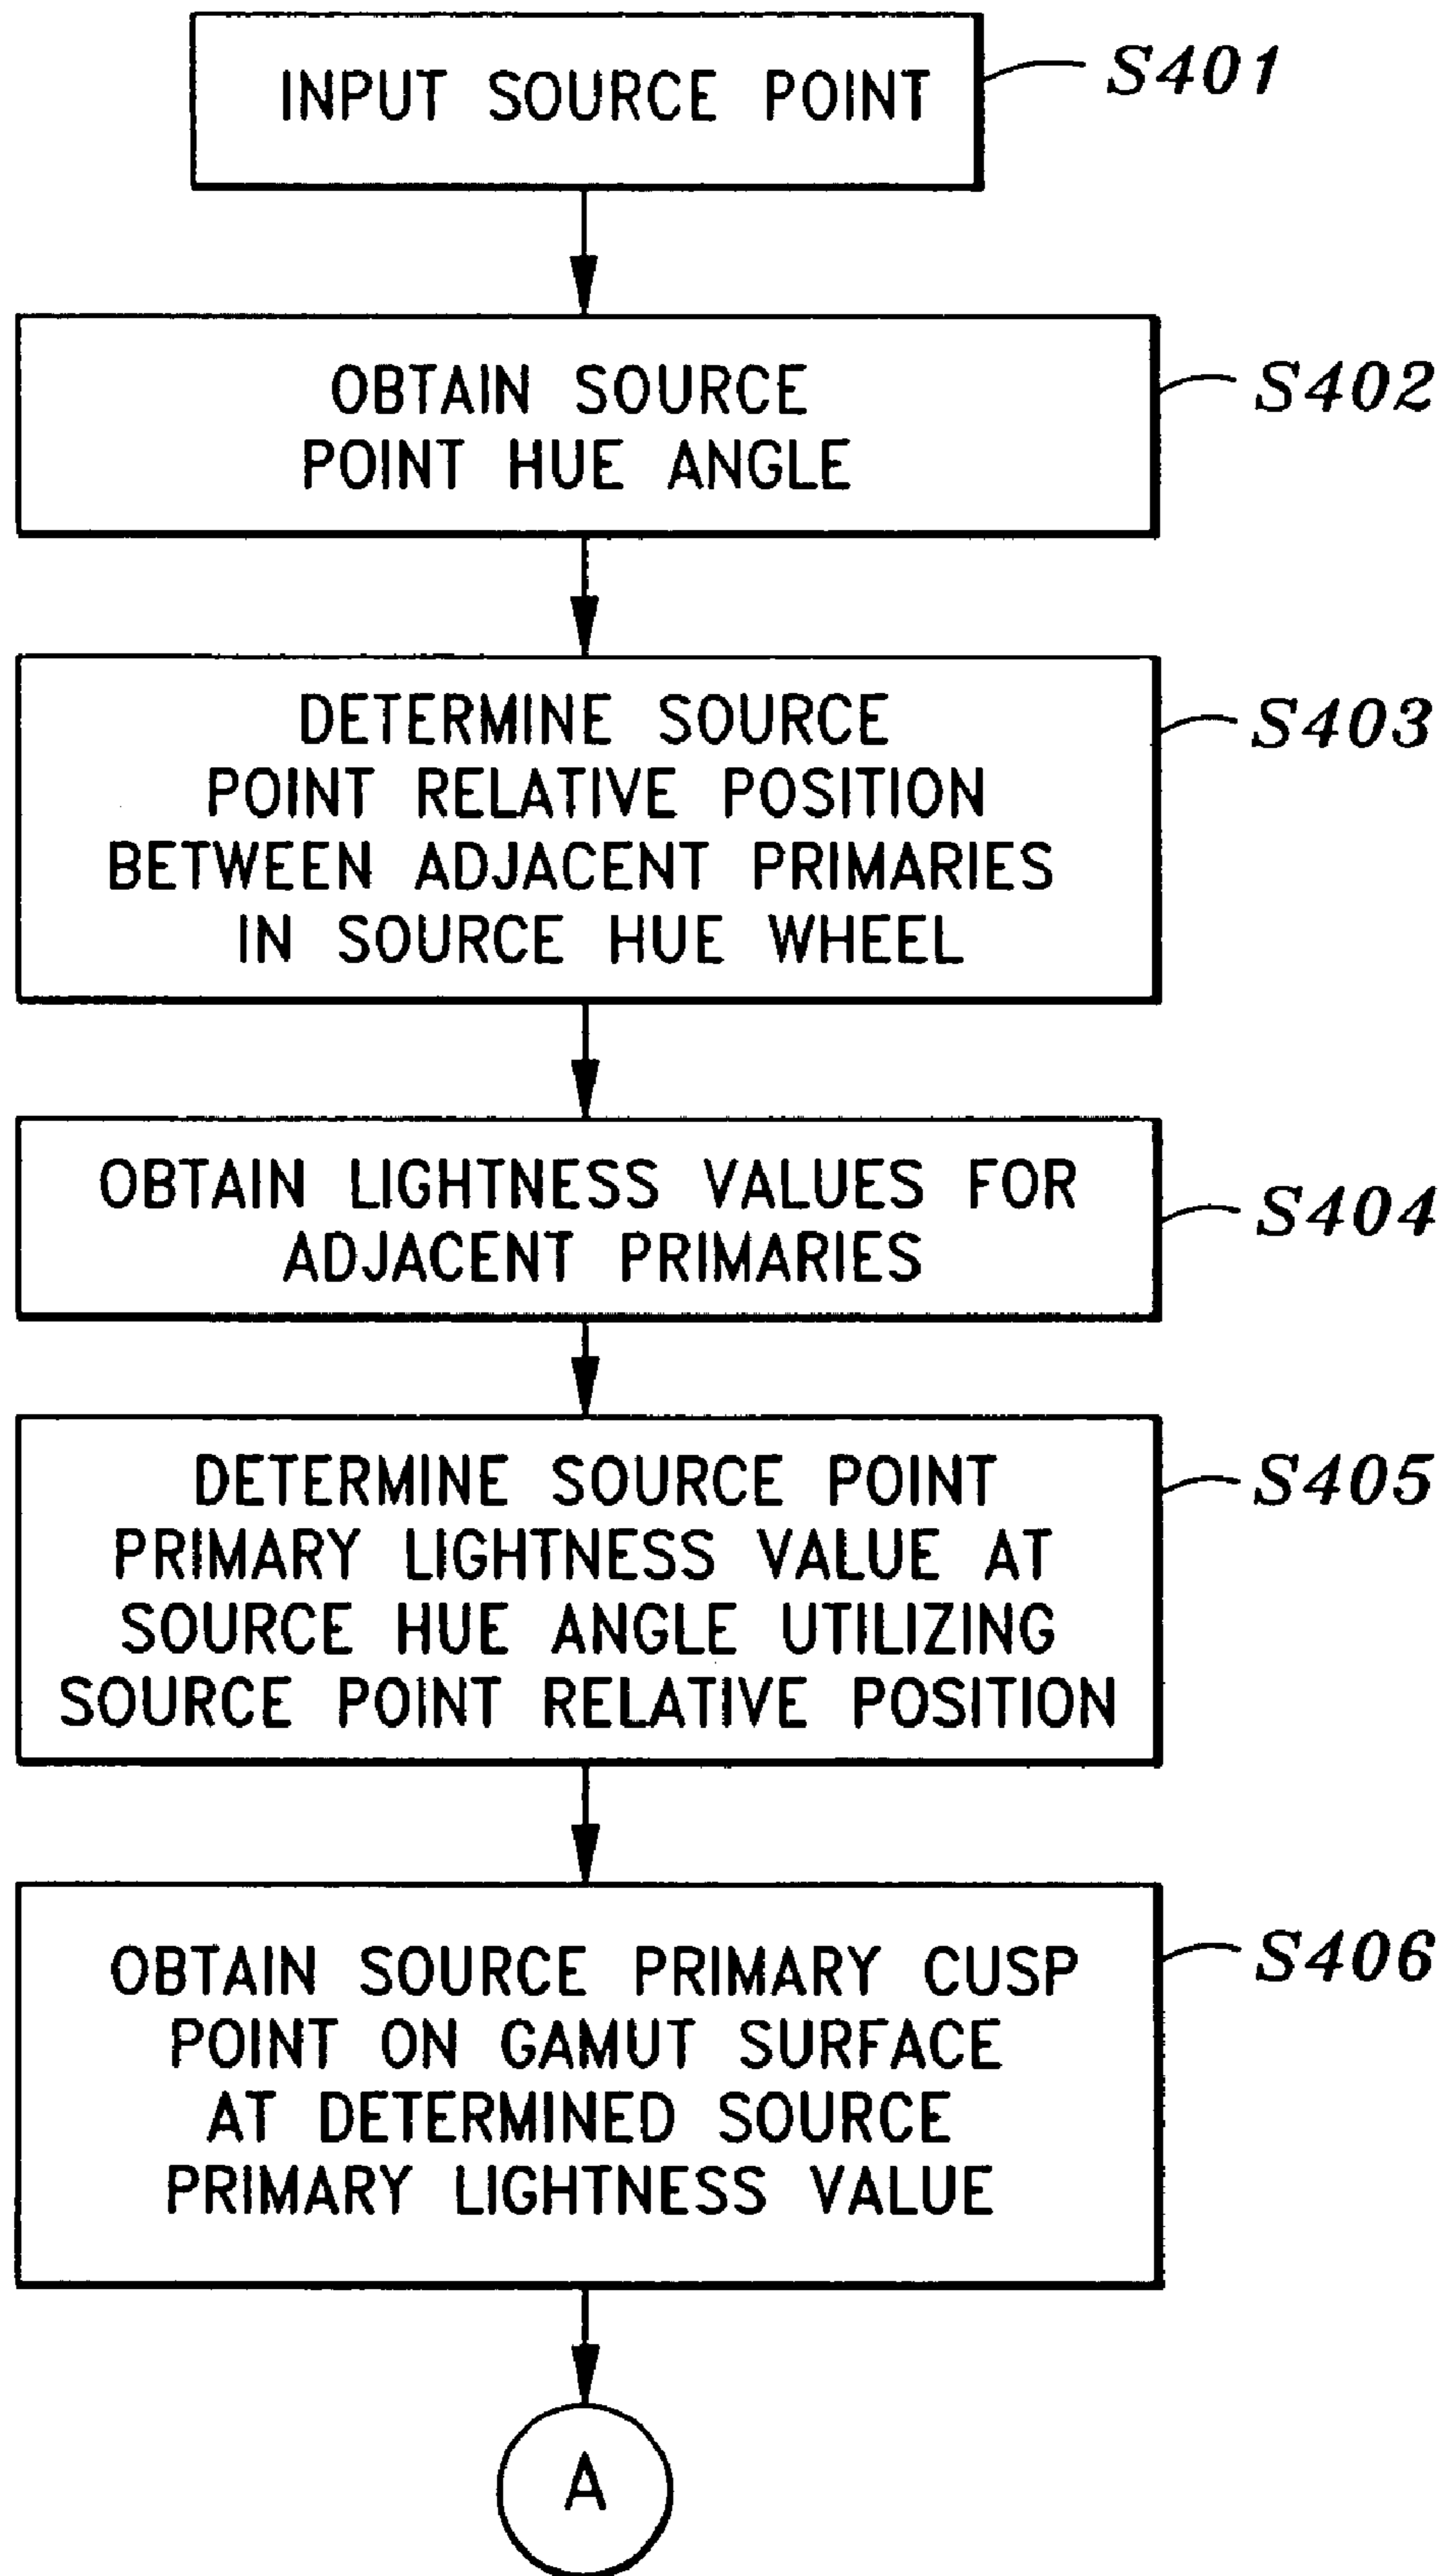 INPUT SOURCE POINT
S401
OBTAIN SOURCE
POINT HUE ANGLE
S402
DETERMINE SOURCE
POINT RELATIVE POSITION
BETWEEN ADJACENT PRIMARIES
IN SOURCE HUE WHEEL
S403
OBTAIN LIGHTNESS VALUES FOR
ADJACENT PRIMARIES
S404
DETERMINE SOURCE POINT
PRIMARY LIGHTNESS VALUE AT
SOURCE HUE ANGLE UTILIZING
SOURCE POINT RELATIVE POSITION
S405
OBTAIN SOURCE PRIMARY CUSP
POINT ON GAMUT SURFACE
AT DETERMINED SOURCE
PRIMARY LIGHTNESS VALUE
S406
A